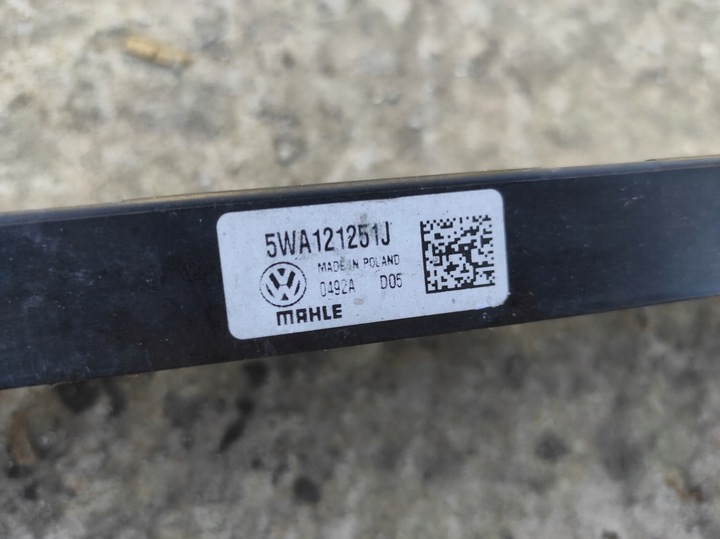 5WA121251J
MADE IN POLAND
0492A D05
MAHLE